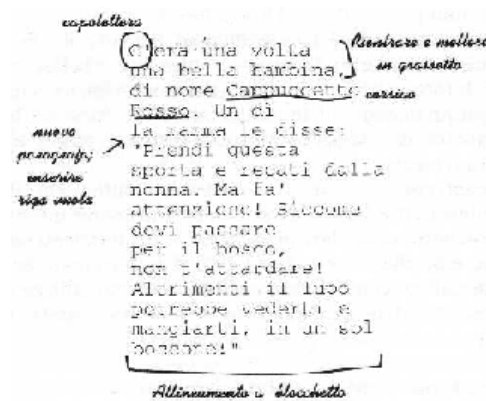 capolettera
C'era una volta
una bella bambina,
di nome Cappuccetto
Rosso. Un dì
la mamma le disse:
"Prendi questa
sporta e recati dalla
nonna. Ma fa'
attenzione! Siccome
devi passare
per il bosco,
non t'attardare!
Altrimenti il lupo
potrebbe vederti e
mangiarti, in un sol
boccone!"
Rientrare e mettere
in grassetto
corsivo
nuovo
paragrafo;
inserire
riga vuota
Allineamento a blocchetto